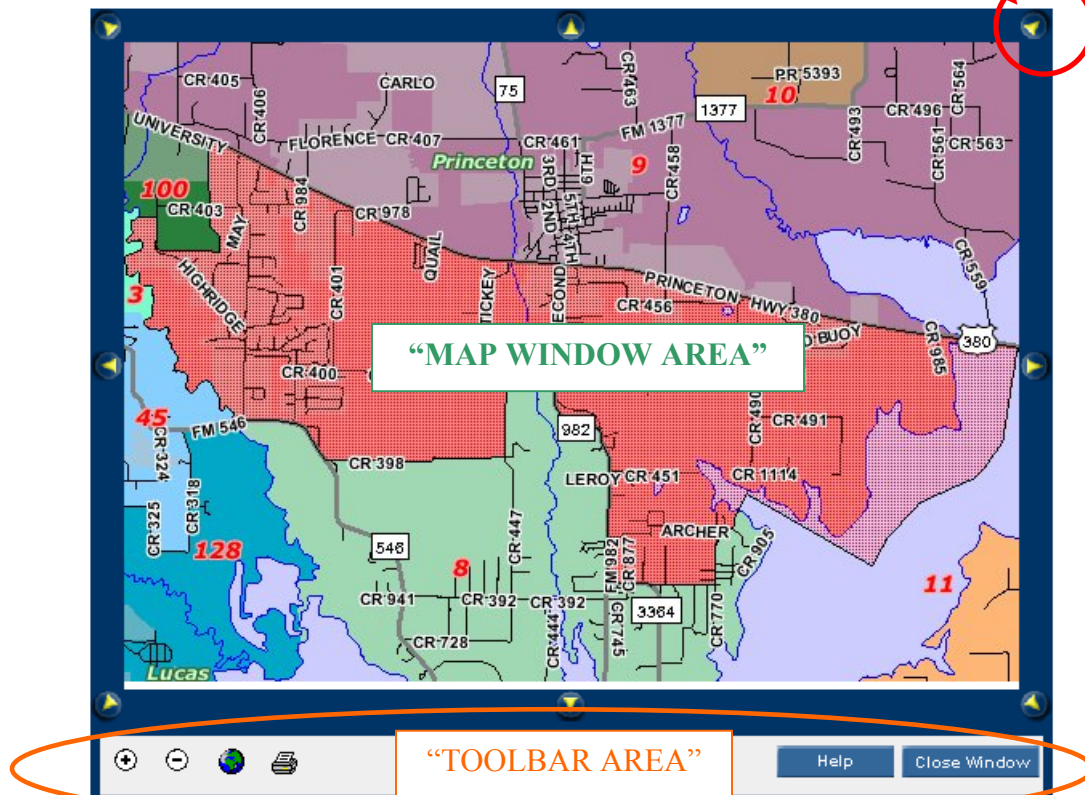 CR 405
CARLO
75
CR 463
PR 5393
10
CR 564
CR 406
1377
CR 496
UNIVERSITY
FLORENCE
CR 407
CR 461
FM 1377
CR 493
CR 561
CR 563
Princeton
3RD
2ND
6TH
5TH
4TH
9
CR 458
100
CR 403
CR 984
CR 978
MAY
QUAIL
HIGHRIDGE
CR 401
TICKEY
ECOND
PRINCETON
HWY 380
CR 559
3
CR 456
BUOY
CR 985
380
“MAP WINDOW AREA”
CR 400
45
FM 546
CR 324
982
CR 490
CR 491
CR 398
LEROY
CR 451
CR 1114
CR 325
CR 318
128
546
CR 447
ARCHER
CR 905
8
FM 982
CR 877
11
CR 941
CR 392
CR 392
3364
CR 728
CR 444
CR 745
CR 770
Lucas
“TOOLBAR AREA”
Help
Close Window